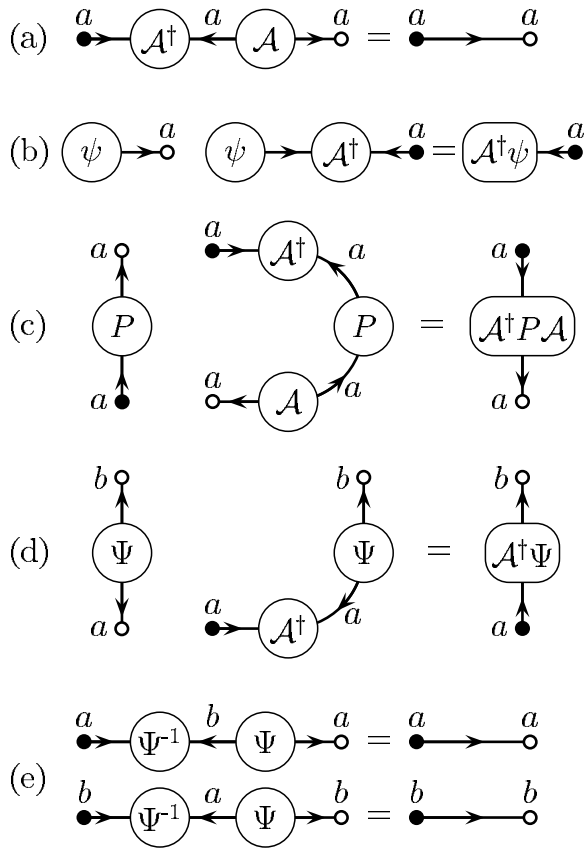 a a a a a
(a) 𝒜† 𝒜 =
a a a
(b) ψ ψ 𝒜† = 𝒜†ψ
a a a a
𝒜†
(c) P P = 𝒜†P𝒜
a a a a
𝒜
b b b
(d) Ψ Ψ = 𝒜†Ψ
a a a a
𝒜†
a b a a a
Ψ-1 Ψ =
(e)
b a b b b
Ψ-1 Ψ =